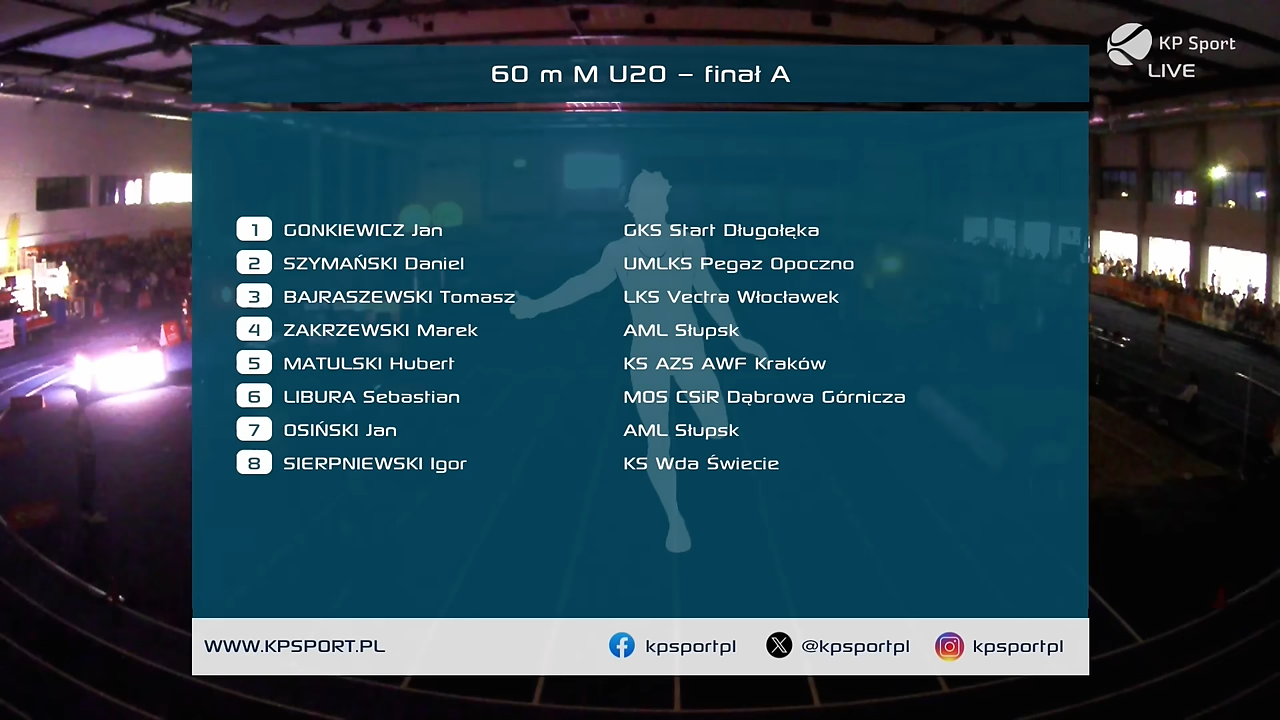 KP Sport
LIVE
60 m M U20 – finał A
1 GONKIEWICZ Jan GKS Start Długołęka
2 SZYMAŃSKI Daniel UMLKS Pegaz Opoczno
3 BAJRASZEWSKI Tomasz LKS Vectra Włocławek
4 ZAKRZEWSKI Marek AML Słupsk
5 MATULSKI Hubert KS AZS AWF Kraków
6 LIBURA Sebastian MOS CSiR Dąbrowa Górnicza
7 OSIŃSKI Jan AML Słupsk
8 SIERPNIEWSKI Igor KS Wda Świecie
WWW.KPSPORT.PL kpsportpl @kpsportpl kpsportpl